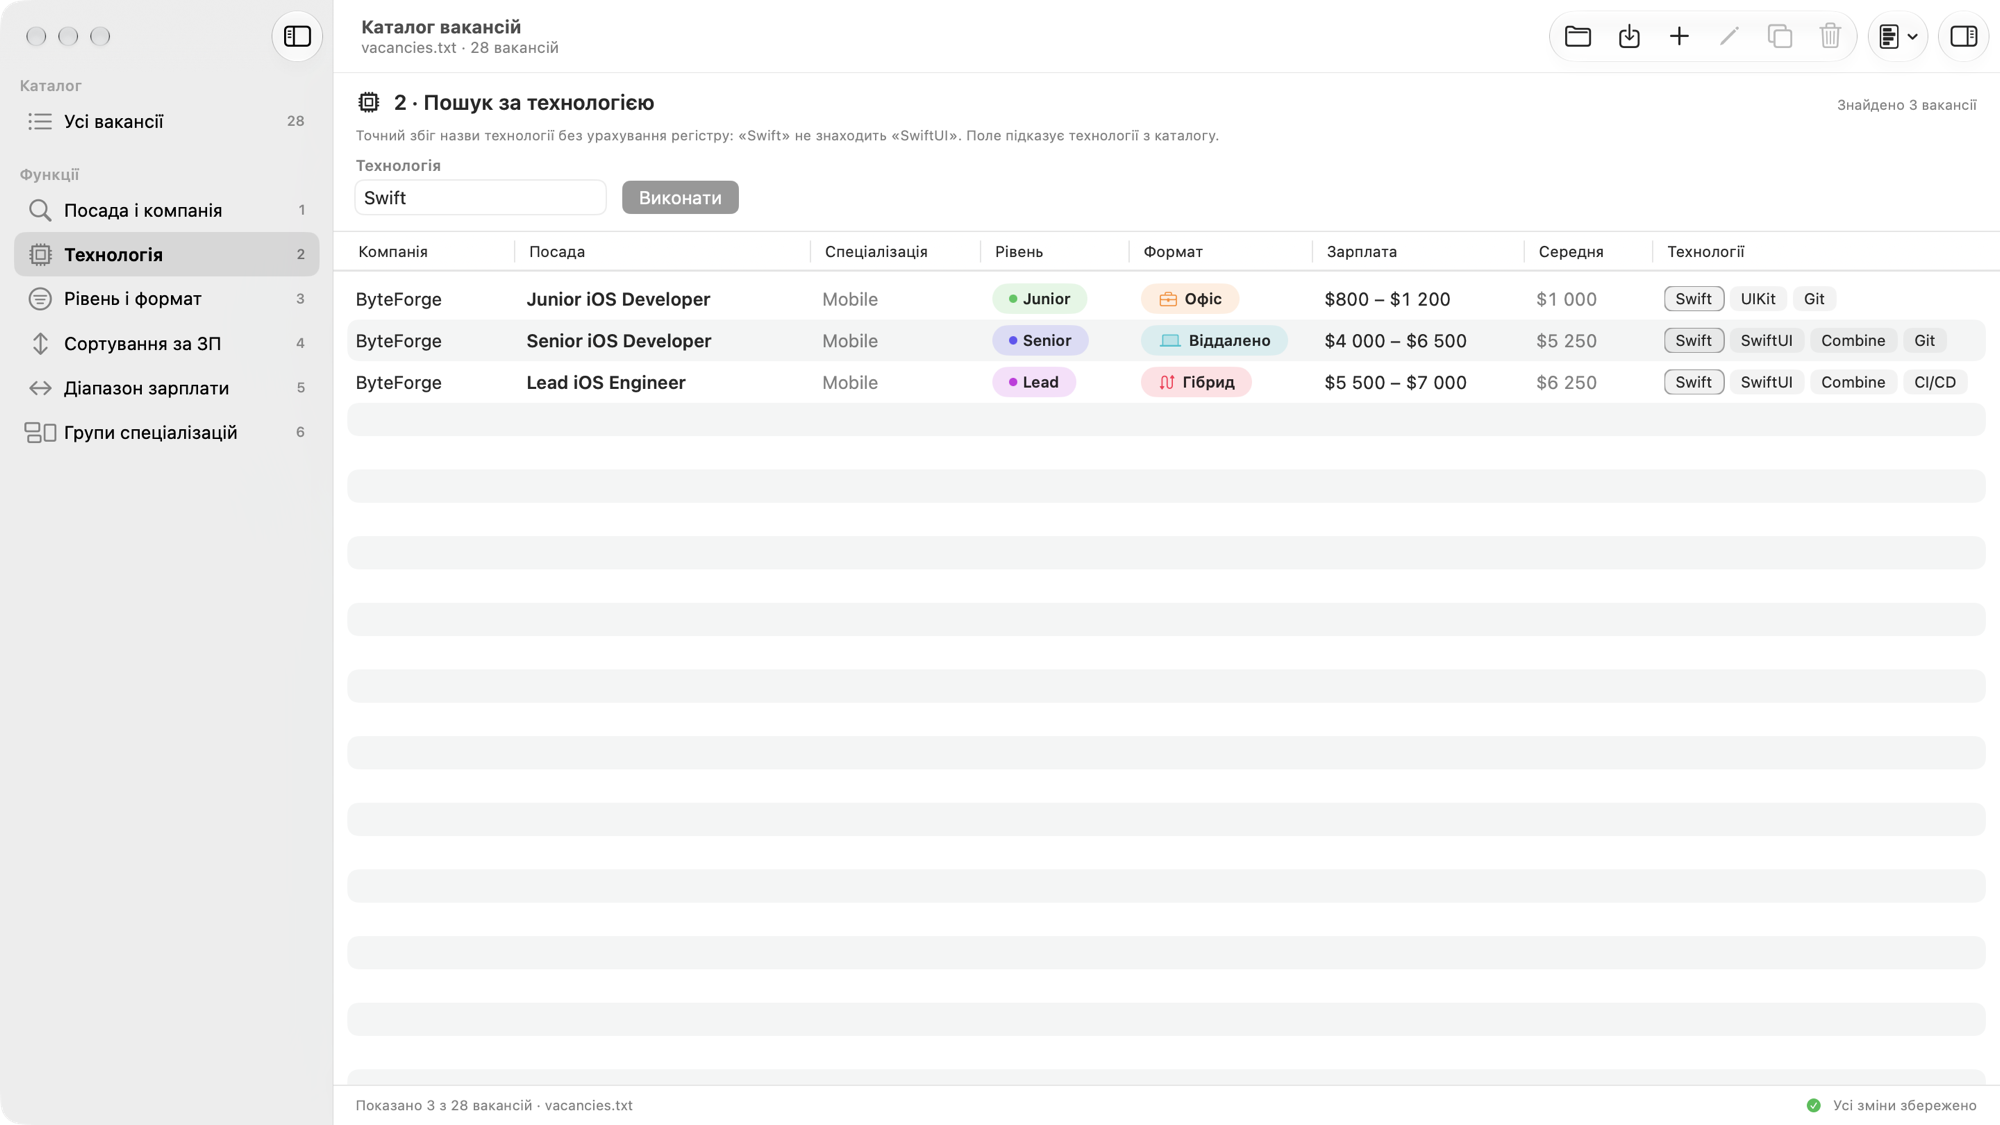 Каталог
Усі вакансії 28
Функції
Посада і компанія 1
Технологія 2
Рівень і формат 3
Сортування за ЗП 4
Діапазон зарплати 5
Групи спеціалізацій 6
Каталог вакансій
vacancies.txt · 28 вакансій
2 · Пошук за технологією
Знайдено 3 вакансії
Точний збіг назви технології без урахування регістру: «Swift» не знаходить «SwiftUI». Поле підказує технології з каталогу.
Технологія
Swift Виконати
Компанія Посада Спеціалізація Рівень Формат Зарплата Середня Технології
ByteForge Junior iOS Developer Mobile Junior Офіс $800 – $1 200 $1 000 Swift UIKit Git
ByteForge Senior iOS Developer Mobile Senior Віддалено $4 000 – $6 500 $5 250 Swift SwiftUI Combine Git
ByteForge Lead iOS Engineer Mobile Lead Гібрид $5 500 – $7 000 $6 250 Swift SwiftUI Combine CI/CD
Показано 3 з 28 вакансій · vacancies.txt
Усі зміни збережено